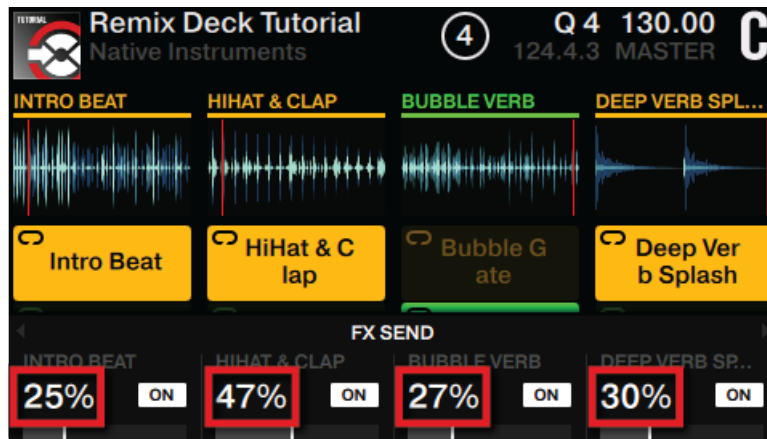 TUTORIAL
Remix Deck Tutorial
Native Instruments
4
Q 4 130.00
124.4.3 MASTER
C
INTRO BEAT
HIHAT & CLAP
BUBBLE VERB
DEEP VERB SPL...
Intro Beat
HiHat & C
lap
Bubble G
ate
Deep Ver
b Splash
FX SEND
INTRO BEAT
HIHAT & CLAP
BUBBLE VERB
DEEP VERB SP...
25% ON
47% ON
27% ON
30% ON